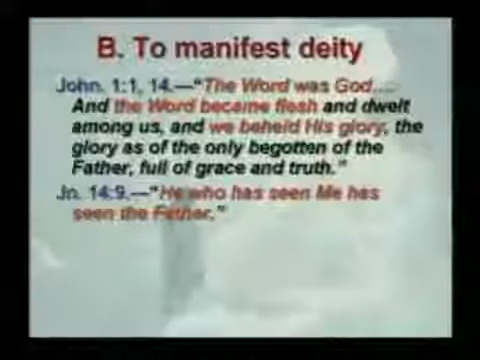 B. To manifest deity
John. 1:1, 14.—"The Word was God....
And the Word became flesh and dwelt
among us, and we beheld His glory, the
glory as of the only begotten of the
Father, full of grace and truth."
Jn. 14:9.—"He who has seen Me has
seen the Father."